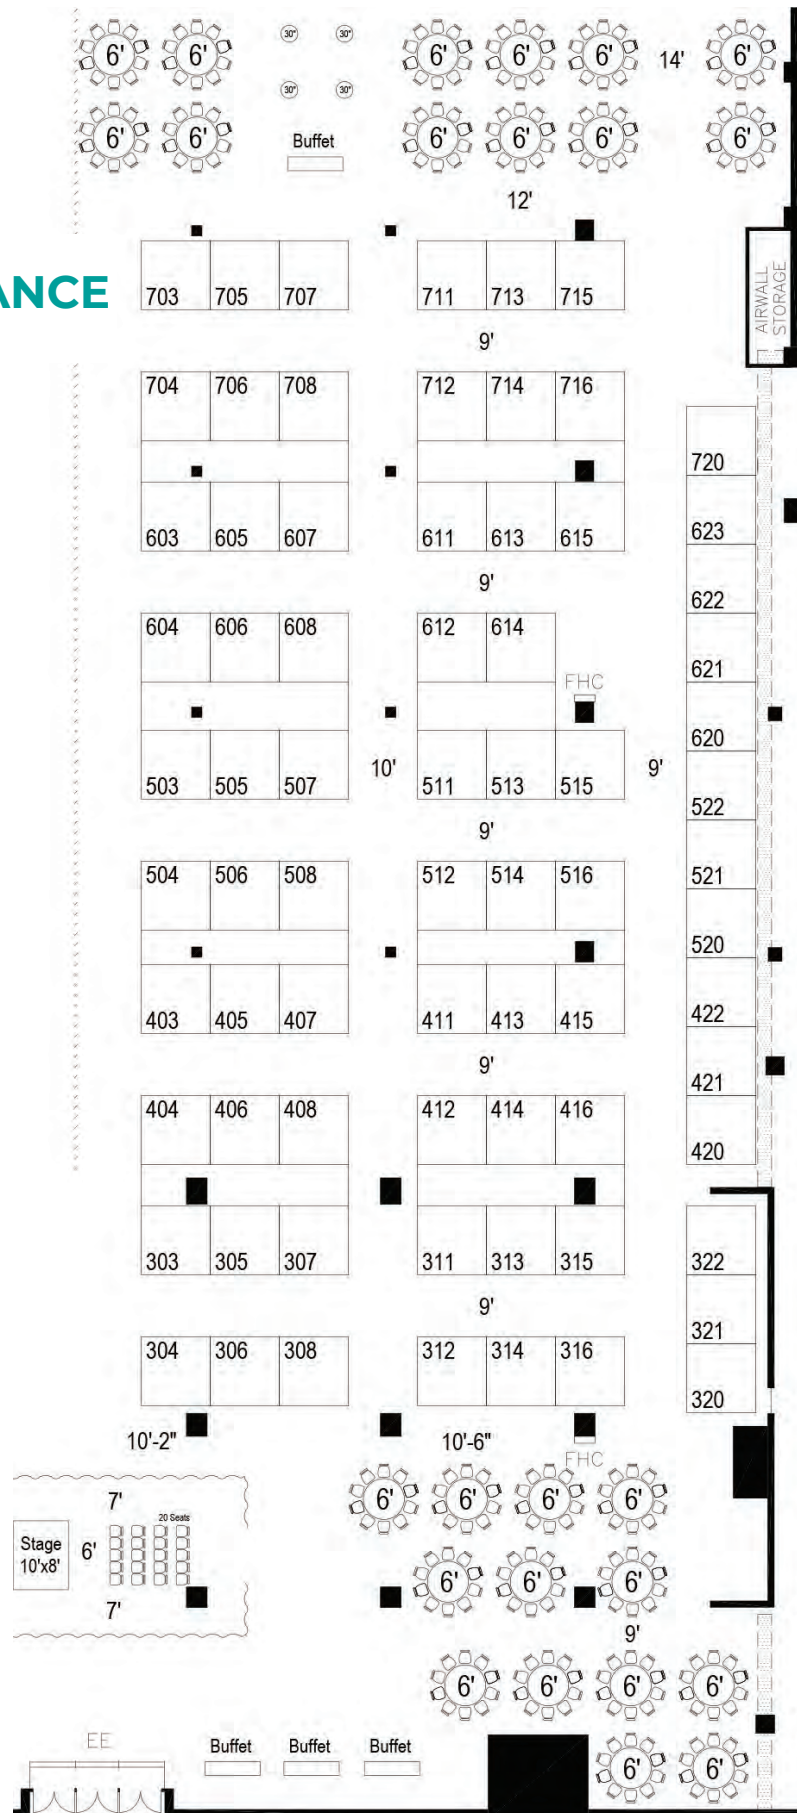 6' 6' 30" 30" 6' 6' 6' 14' 6'
30" 30"
6' 6' Buffet 6' 6' 6' 6'
12'
ANCE
AIRWALL STORAGE
703 705 707 711 713 715
9'
704 706 708 712 714 716
720
603 605 607 611 613 615 623
9'
622
604 606 608 612 614
621
FHC
620
10' 9'
503 505 507 511 513 515
522
9'
504 506 508 512 514 516 521
520
403 405 407 411 413 415 422
9'
421
404 406 408 412 414 416
420
303 305 307 311 313 315 322
9'
321
304 306 308 312 314 316
320
10'-2" 10'-6"
FHC
7' 6' 6' 6' 6'
20 Seats
Stage
10'x8'
6'
6' 6' 6'
7'
9'
6' 6' 6' 6'
EE
Buffet Buffet Buffet
6' 6'